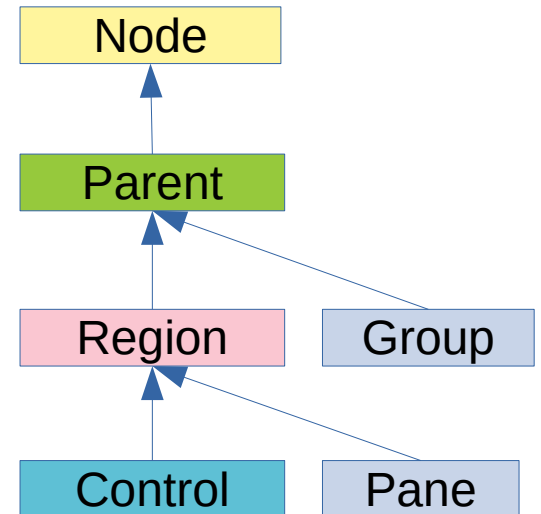 Node
Parent
Region
Group
Control
Pane